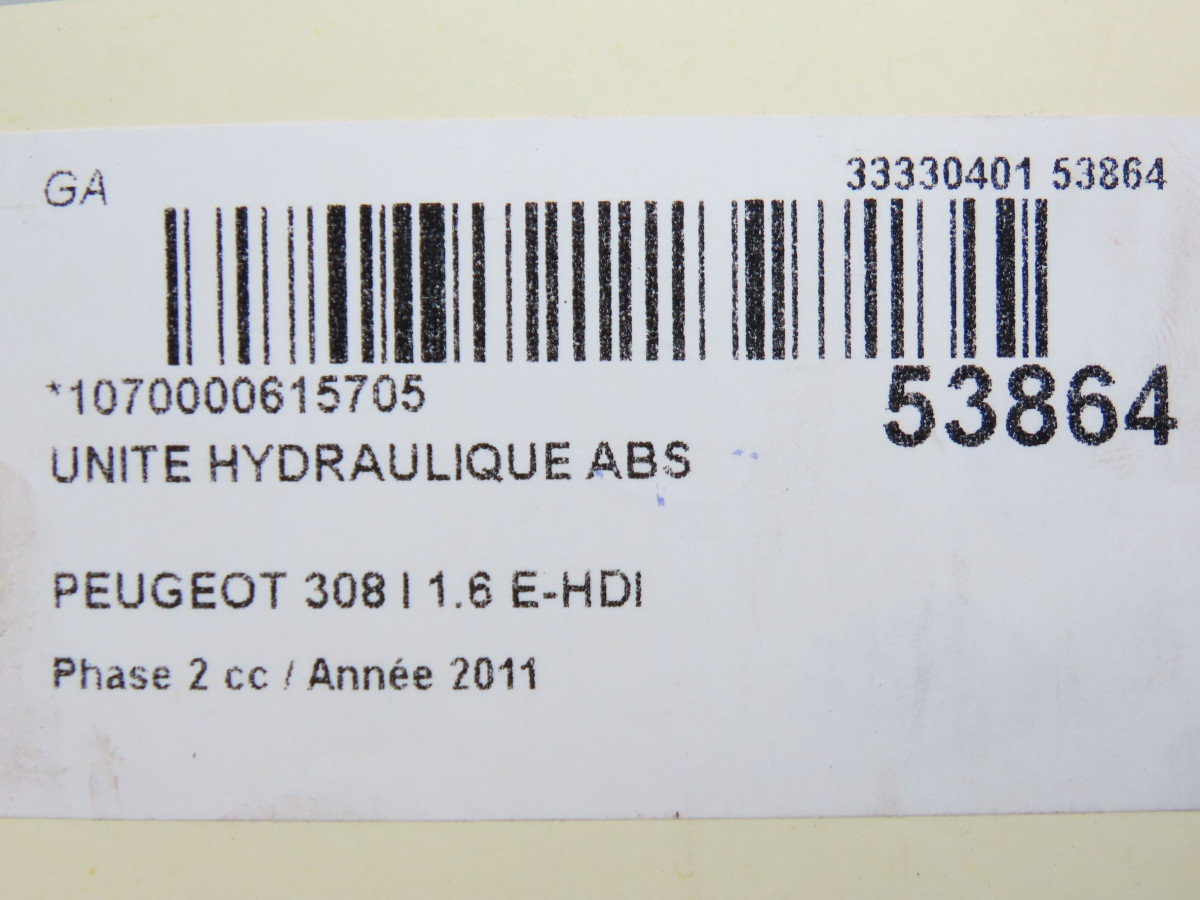 GA
33330401 53864
*1070000615705
53864
UNITE HYDRAULIQUE ABS
PEUGEOT 308 I 1.6 E-HDI
Phase 2 cc / Année 2011